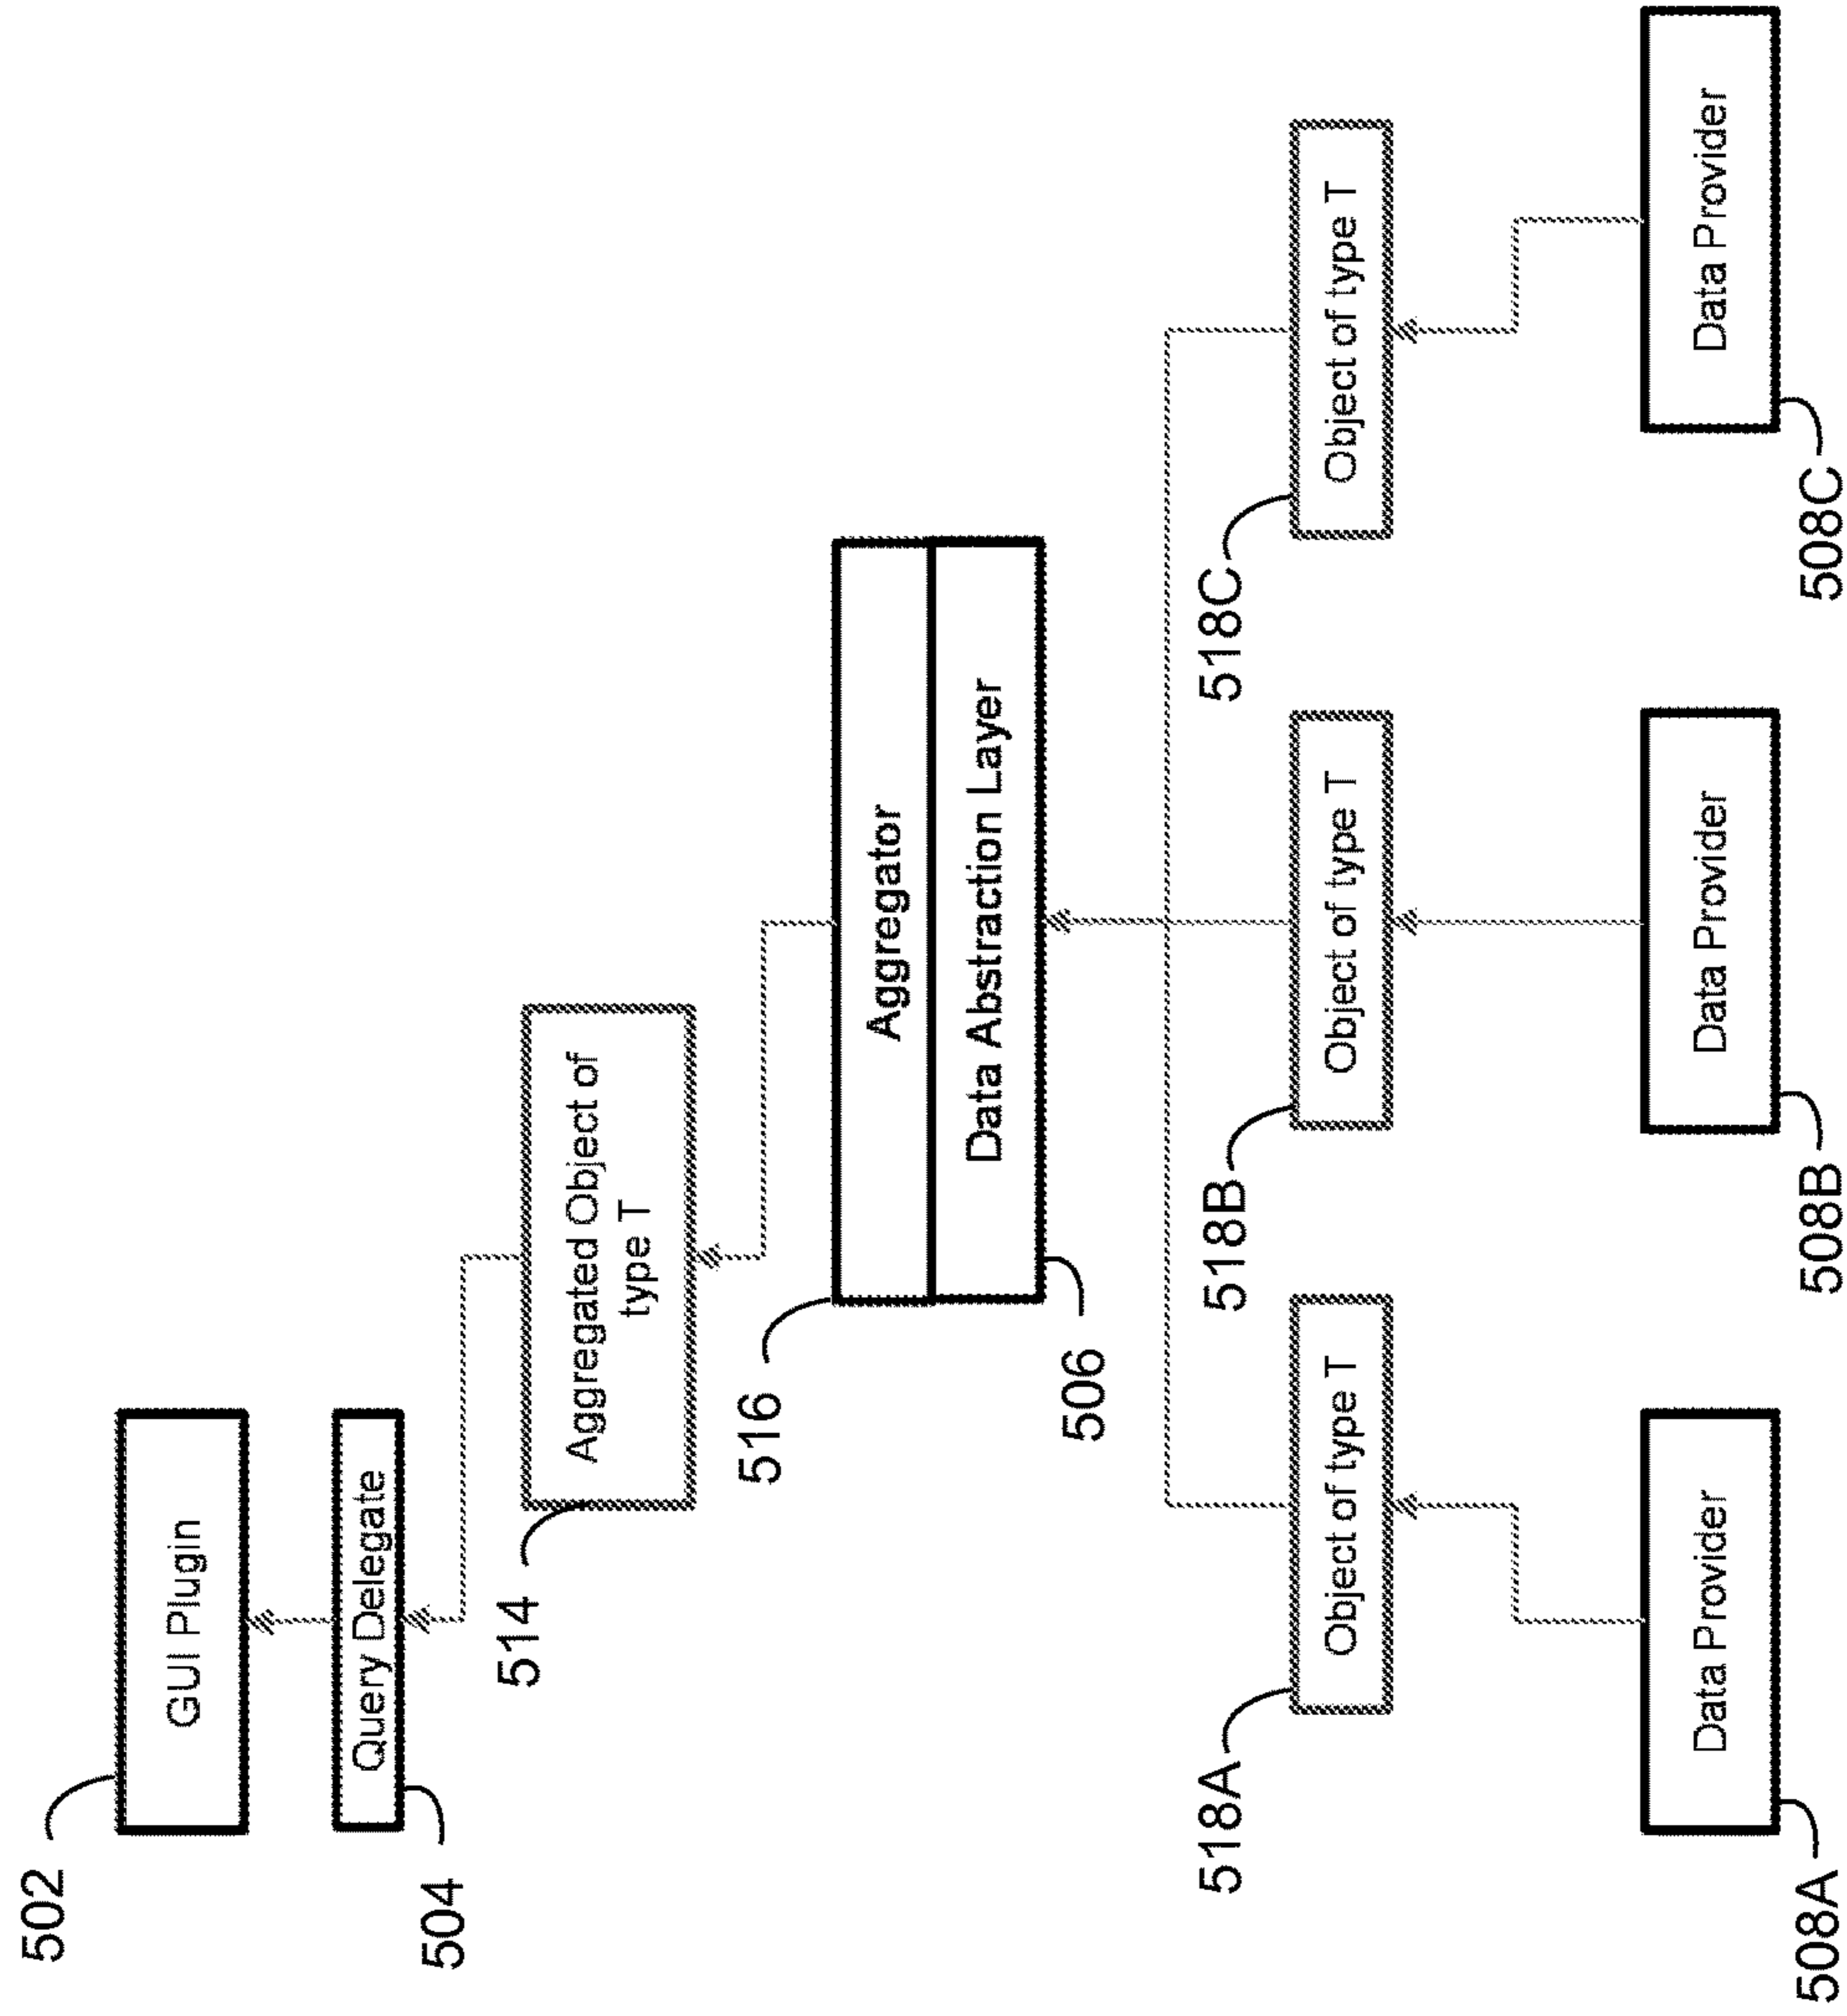 502
GUI Plugin
504
Query Delegate
514
Aggregated Object of
type T
516
Aggregator
506
Data Abstraction Layer
518A
Object of type T
518B
Object of type T
518C
Object of type T
508A
Data Provider
508B
Data Provider
508C
Data Provider